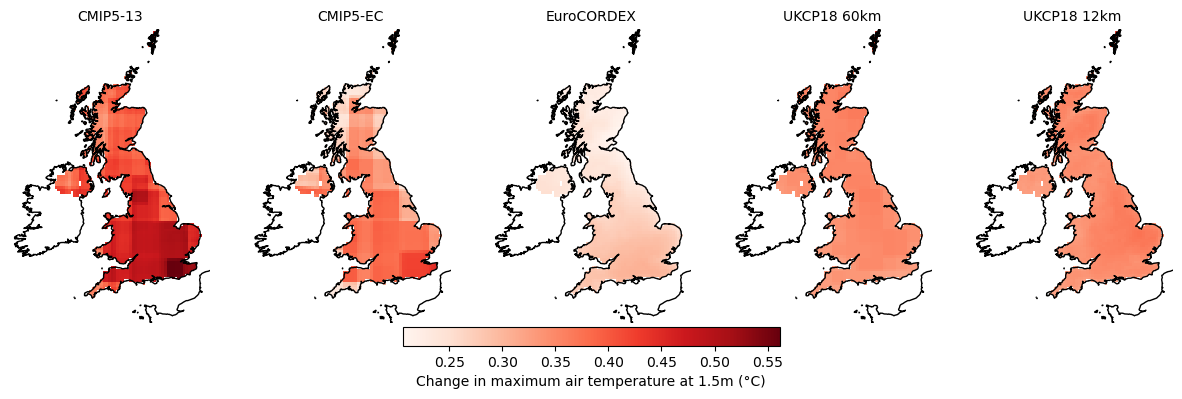 CMIP5-13 CMIP5-EC EuroCORDEX UKCP18 60km UKCP18 12km
0.25 0.30 0.35 0.40 0.45 0.50 0.55
Change in maximum air temperature at 1.5m (°C)